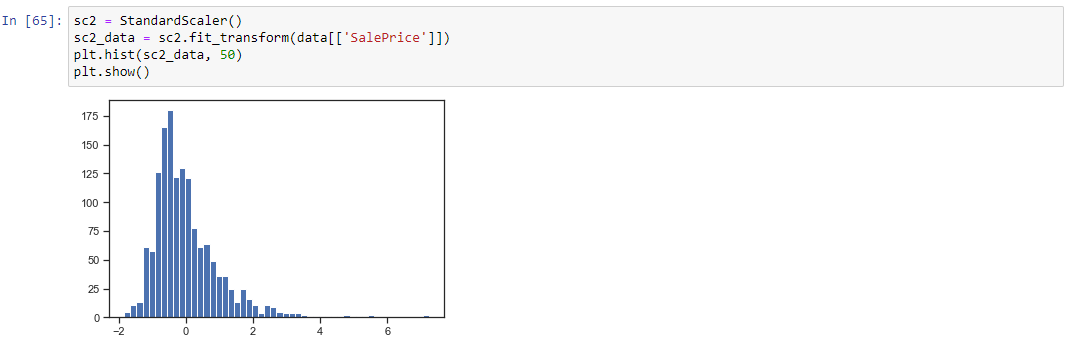 In [65]: sc2 = StandardScaler()
sc2_data = sc2.fit_transform(data[['SalePrice']])
plt.hist(sc2_data, 50)
plt.show()
175
150
125
100
75
50
25
0
−2 0 2 4 6